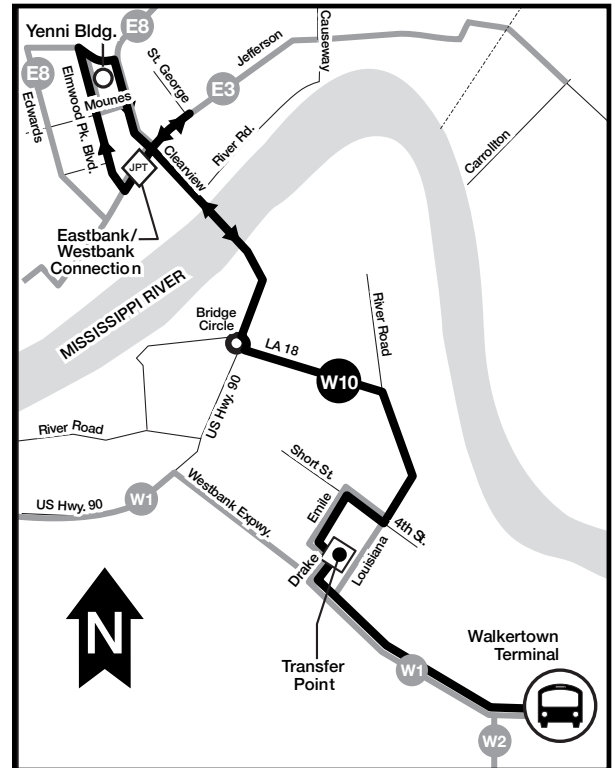 Yenni Bldg.
E8
E8
St. George
Jefferson
Causeway
E3
Edwards
Elmwood Pk. Blvd.
Mounes
JPT
Clearview
River Rd.
Carrollton
Eastbank/
Westbank
Connection
MISSISSIPPI RIVER
Bridge
Circle
LA 18
River Road
W10
US Hwy. 90
River Road
US Hwy. 90
W1
Westbank Expwy.
Short St.
Emile
4th St.
Louisiana
Drake
N
Transfer
Point
Walkertown
Terminal
W1
W2